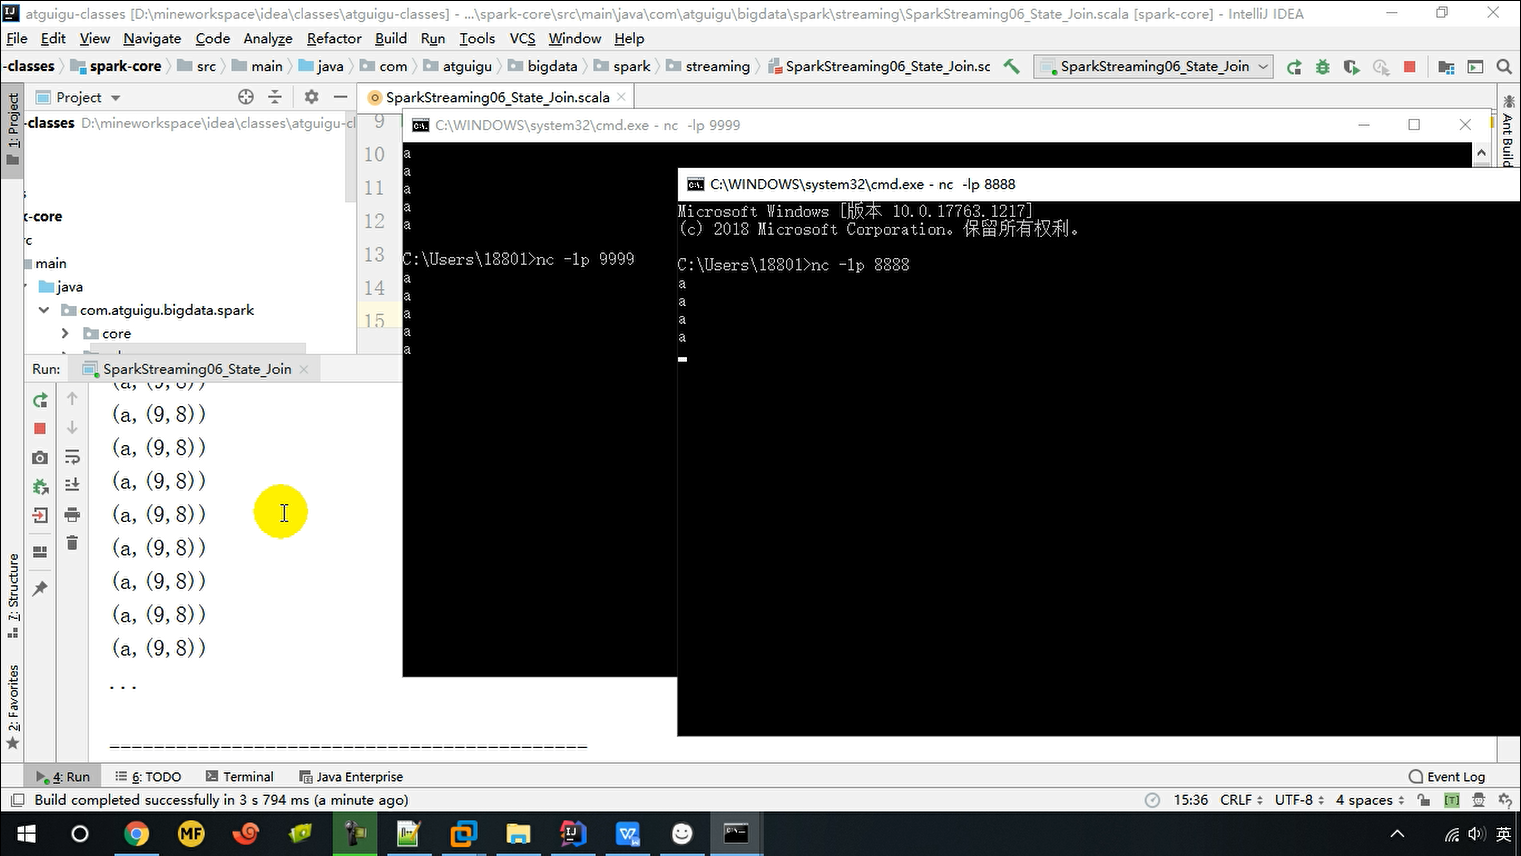 atguigu-classes [D:\mineworkspace\idea\classes\atguigu-classes] - ...\spark-core\src\main\java\com\atguigu\bigdata\spark\streaming\SparkStreaming06_State_Join.scala [spark-core] - IntelliJ IDEA
File Edit View Navigate Code Analyze Refactor Build Run Tools VCS Window Help
-classes spark-core src main java com atguigu bigdata spark streaming SparkStreaming06_State_Join.sc SparkStreaming06_State_Join
1: Project
Project
SparkStreaming06_State_Join.scala
-classes D:\mineworkspace\idea\classes\atguigu-cl
k-core
rc
main
java
com.atguigu.bigdata.spark
core
9
10
11
12
13
14
15
Ant Build
C:\WINDOWS\system32\cmd.exe - nc -lp 9999
a
a
a
a
a
C:\Users\18801>nc -lp 9999
a
a
a
a
a
C:\WINDOWS\system32\cmd.exe - nc -lp 8888
Microsoft Windows [版本 10.0.17763.1217]
(c) 2018 Microsoft Corporation。保留所有权利。
C:\Users\18801>nc -lp 8888
a
a
a
a
Run: SparkStreaming06_State_Join
(a,(9,8))
(a,(9,8))
(a,(9,8))
(a,(9,8))
(a,(9,8))
(a,(9,8))
(a,(9,8))
(a,(9,8))
(a,(9,8))
...
-------------------------------------------
7: Structure
2: Favorites
4: Run 6: TODO Terminal Java Enterprise Event Log
Build completed successfully in 3 s 794 ms (a minute ago) 15:36 CRLF UTF-8 4 spaces [T]
MF
英